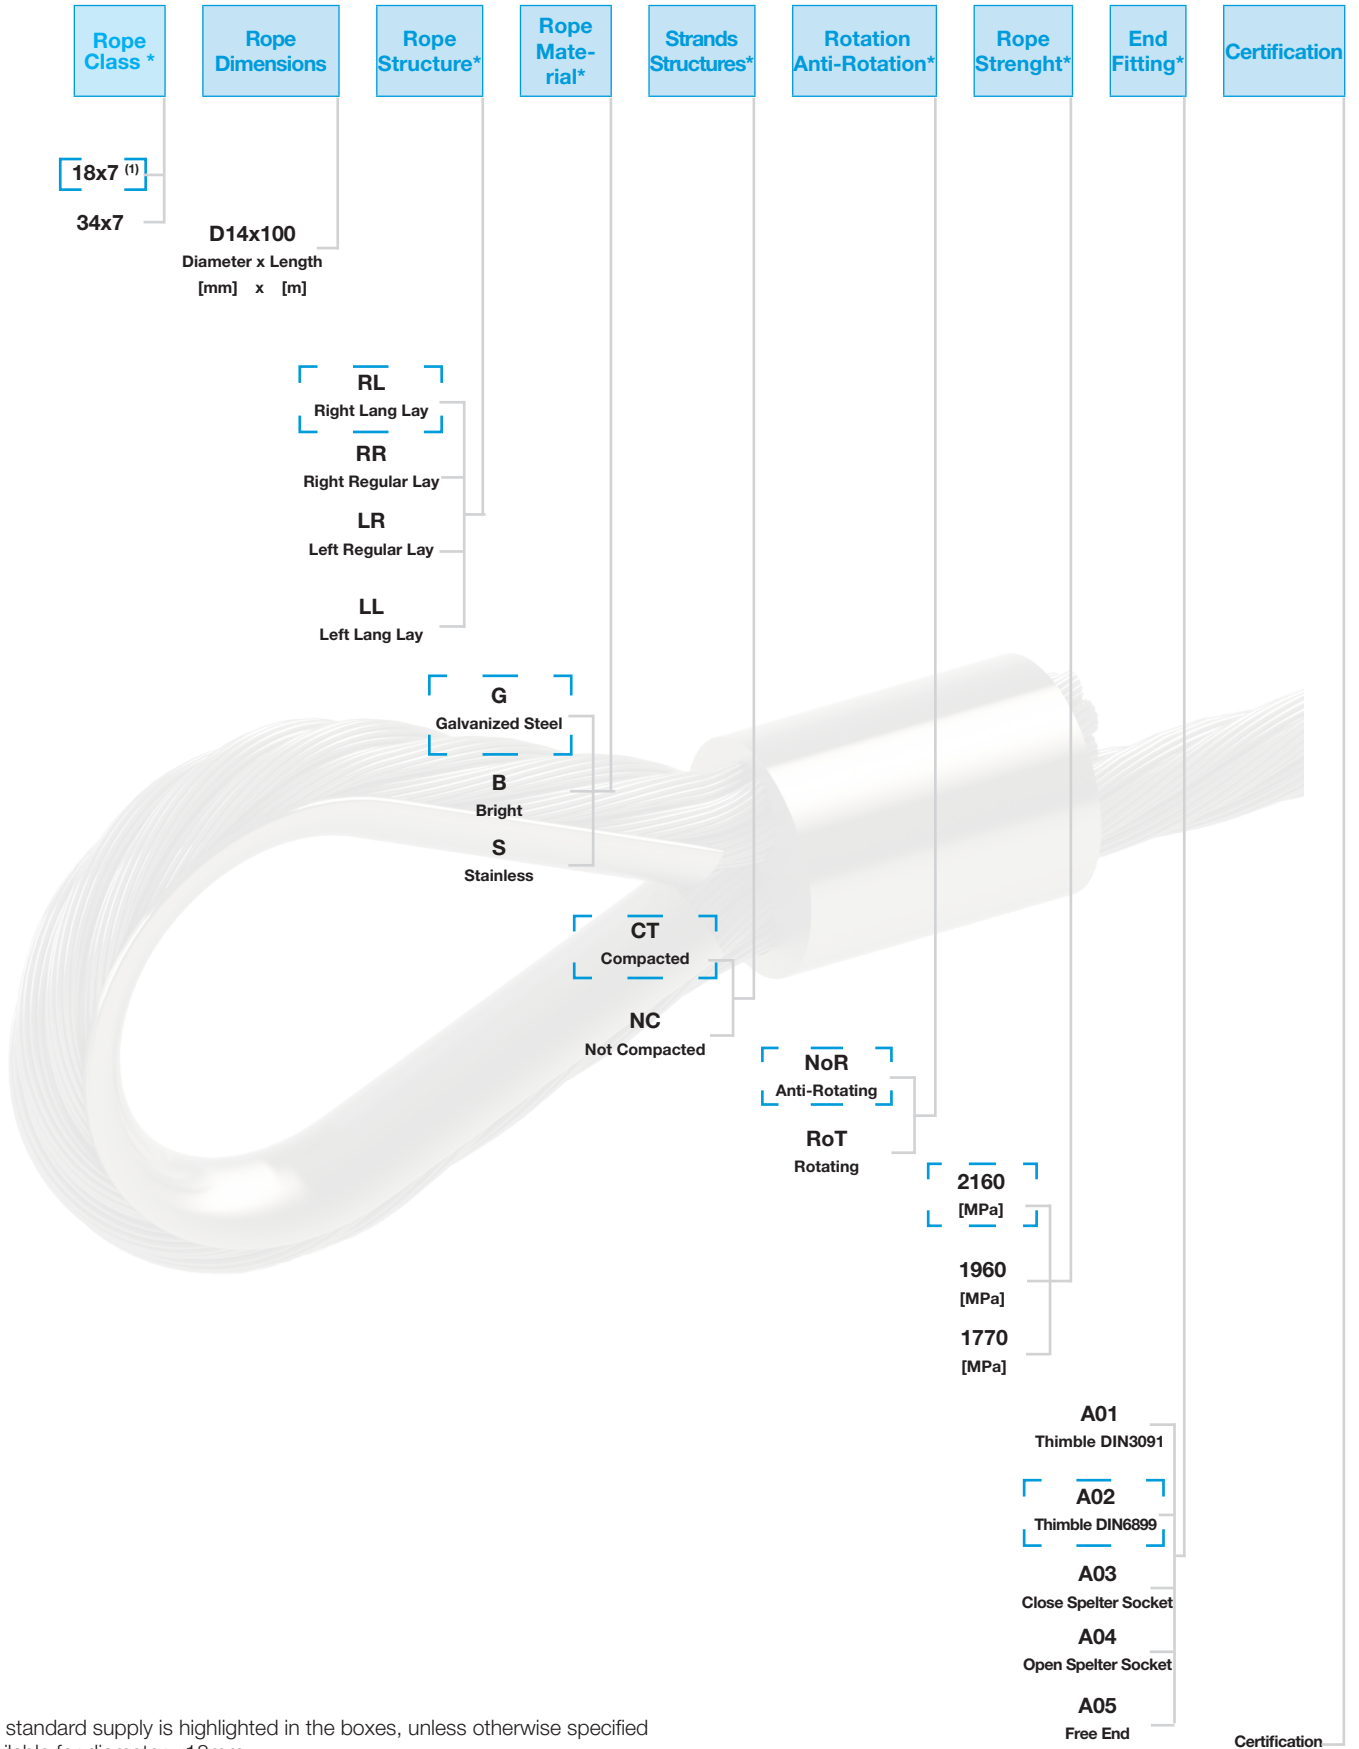 Rope
Class *
Rope
Dimensions
Rope
Structure*
Rope
Mate-
rial*
Strands
Structures*
Rotation
Anti-Rotation*
Rope
Strenght*
End
Fitting*
Certification
18x7 (1)
34x7
D14x100
Diameter x Length
[mm] x [m]
RL
Right Lang Lay
RR
Right Regular Lay
LR
Left Regular Lay
LL
Left Lang Lay
G
Galvanized Steel
B
Bright
S
Stainless
CT
Compacted
NC
Not Compacted
NoR
Anti-Rotating
RoT
Rotating
2160
[MPa]
1960
[MPa]
1770
[MPa]
A01
Thimble DIN3091
A02
Thimble DIN6899
A03
Close Spelter Socket
A04
Open Spelter Socket
A05
Free End
Certification
standard supply is highlighted in the boxes, unless otherwise specified